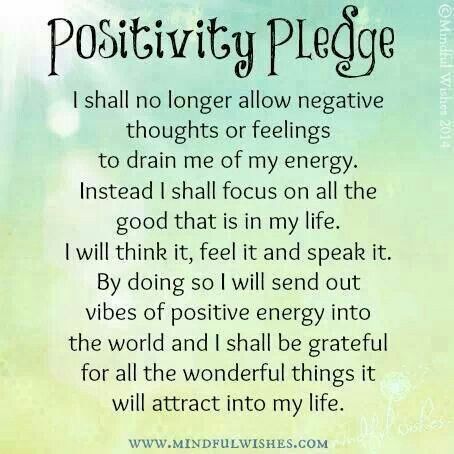 Positivity Pledge
I shall no longer allow negative
thoughts or feelings
to drain me of my energy.
Instead I shall focus on all the
good that is in my life.
I will think it, feel it and speak it.
By doing so I will send out
vibes of positive energy into
the world and I shall be grateful
for all the wonderful things it
will attract into my life.
www.mindfulwishes.com
©Mindful Wishes 2014
mindful wishes